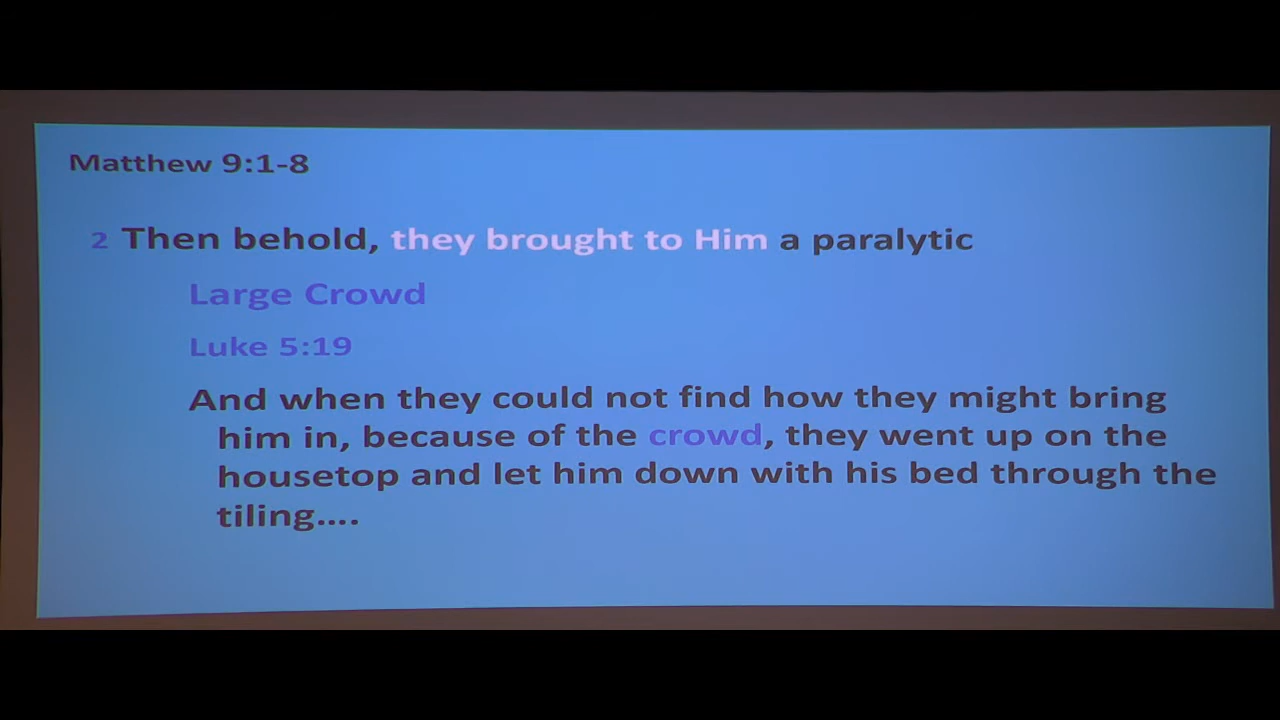 Matthew 9:1-8
2 Then behold, they brought to Him a paralytic
Large Crowd
Luke 5:19
And when they could not find how they might bring
him in, because of the crowd, they went up on the
housetop and let him down with his bed through the
tiling....